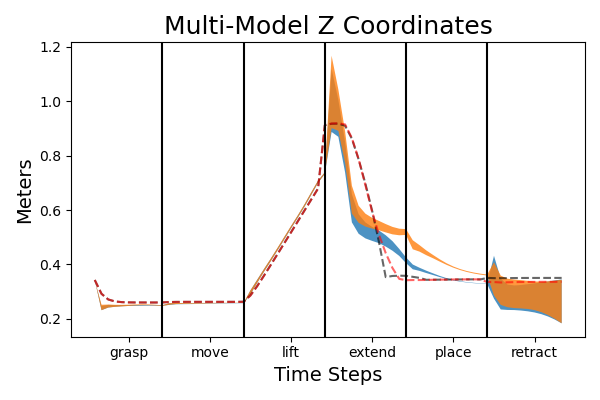 Multi-Model Z Coordinates
Meters
1.2
1.0
0.8
0.6
0.4
0.2
grasp move lift extend place retract
Time Steps